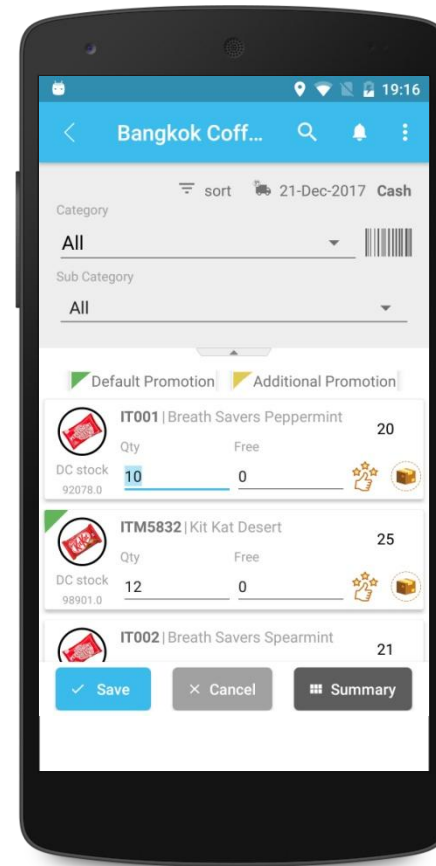 19:16
Bangkok Coff...
sort 21-Dec-2017 Cash
Category
All
Sub Category
All
Default Promotion Additional Promotion
IT001 | Breath Savers Peppermint
20
Qty Free
DC stock
10 0
92078.0
ITM5832 | Kit Kat Desert
25
Qty Free
DC stock
12 0
98901.0
IT002 | Breath Savers Spearmint
21
Save Cancel Summary